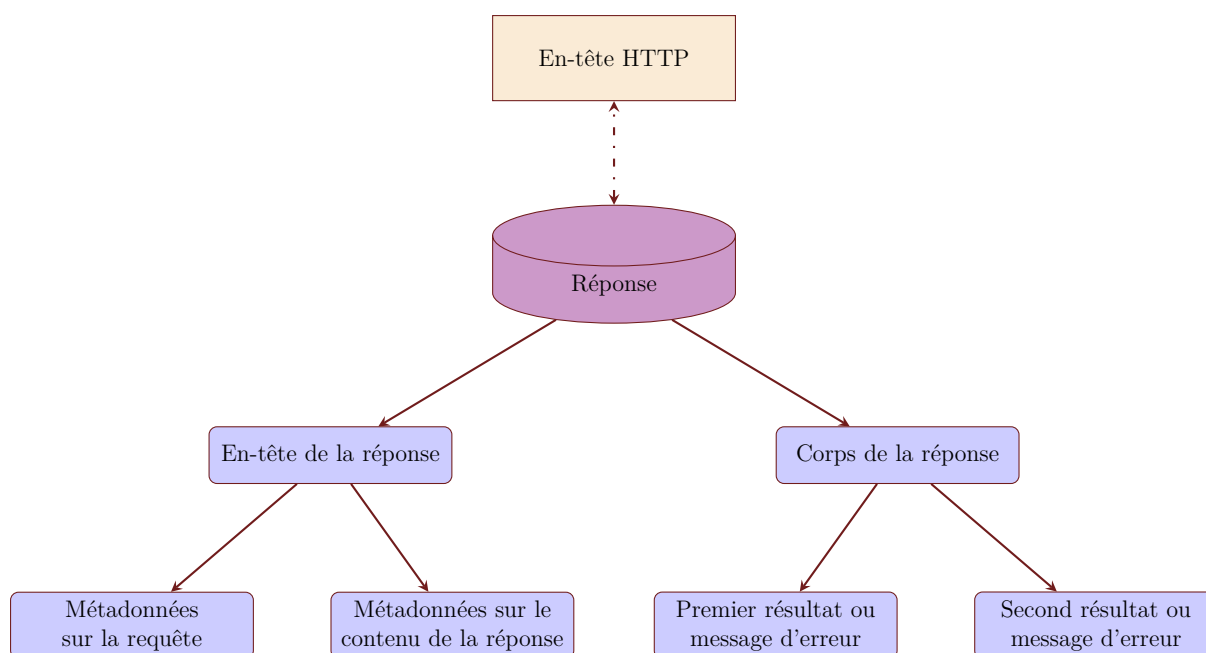 En-tête HTTP
Réponse
En-tête de la réponse
Corps de la réponse
Métadonnées
sur la requête
Métadonnées sur le
contenu de la réponse
Premier résultat ou
message d'erreur
Second résultat ou
message d'erreur